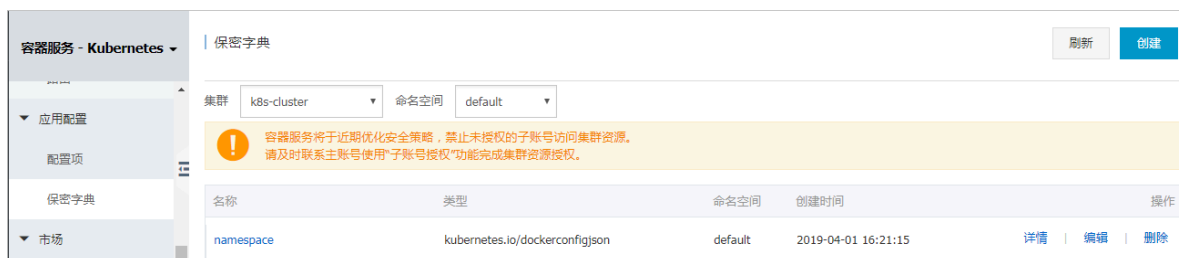 容器服务 - Kubernetes
保密字典
刷新
创建
集群 k8s-cluster 命名空间 default
应用配置
容器服务将于近期优化安全策略，禁止未授权的子账号访问集群资源。
请及时联系主账号使用“子账号授权”功能完成集群资源授权。
配置项
保密字典
名称 类型 命名空间 创建时间 操作
市场
namespace kubernetes.io/dockerconfigjson default 2019-04-01 16:21:15 详情 | 编辑 | 删除